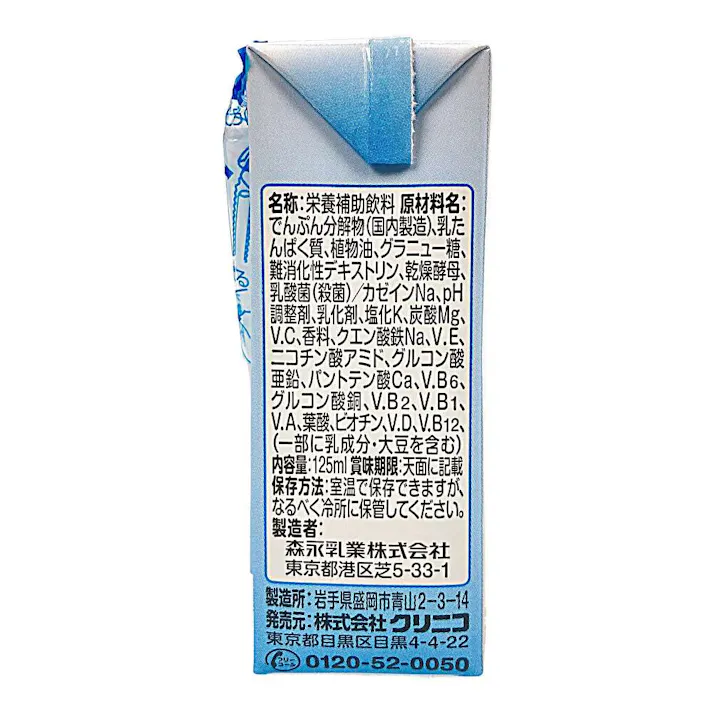 名称:栄養補助飲料 原材料名:
でんぷん分解物(国内製造)、乳た
んぱく質、植物油、グラニュー糖、
難消化性デキストリン、乾燥酵母、
乳酸菌(殺菌)/カゼインNa、pH
調整剤、乳化剤、塩化K、炭酸Mg、
V.C、香料、クエン酸鉄Na、V.E、
ニコチン酸アミド、グルコン酸
亜鉛、パントテン酸Ca、V.B6、
グルコン酸銅、V.B2、V.B1、
V.A、葉酸、ビオチン、V.D、V.B12、
(一部に乳成分・大豆を含む)
内容量:125ml 賞味期限:天面に記載
保存方法:室温で保存できますが、
なるべく冷所に保管してください。
製造者:
森永乳業株式会社
東京都港区芝5-33-1
製造所:岩手県盛岡市青山2-3-14
発売元:株式会社クリニコ
東京都目黒区目黒4-4-22
フリーコール 0120-52-0050